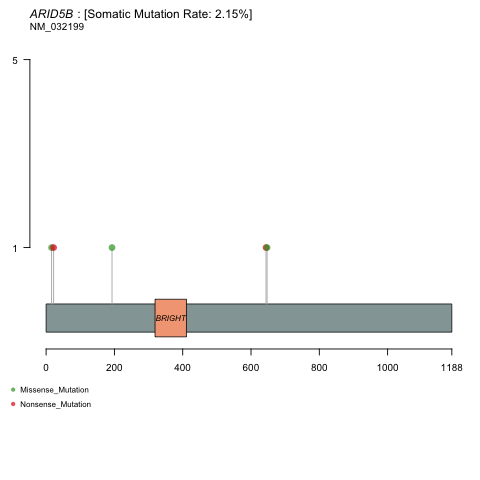 ARID5B : [Somatic Mutation Rate: 2.15%]
NM_032199
5
1
BRIGHT
0 200 400 600 800 1000 1188
Missense_Mutation
Nonsense_Mutation